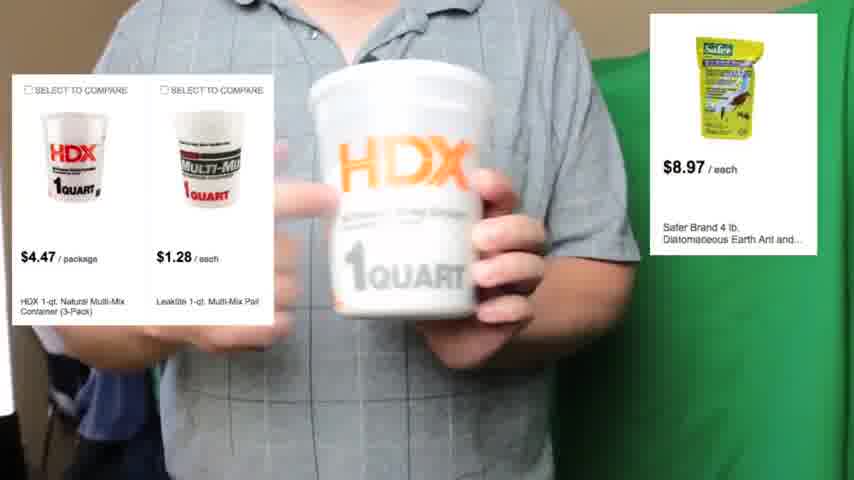 SELECT TO COMPARE
SELECT TO COMPARE
HDX
1QUART
MULTI-MIX
1QUART
$4.47 / package
$1.28 / each
HDX 1-qt. Natural Multi-Mix
Container (3-Pack)
Leaktite 1-qt. Multi-Mix Pail
HDX
1QUART
Safer
$8.97 / each
Safer Brand 4 lb.
Diatomaceous Earth Ant and...